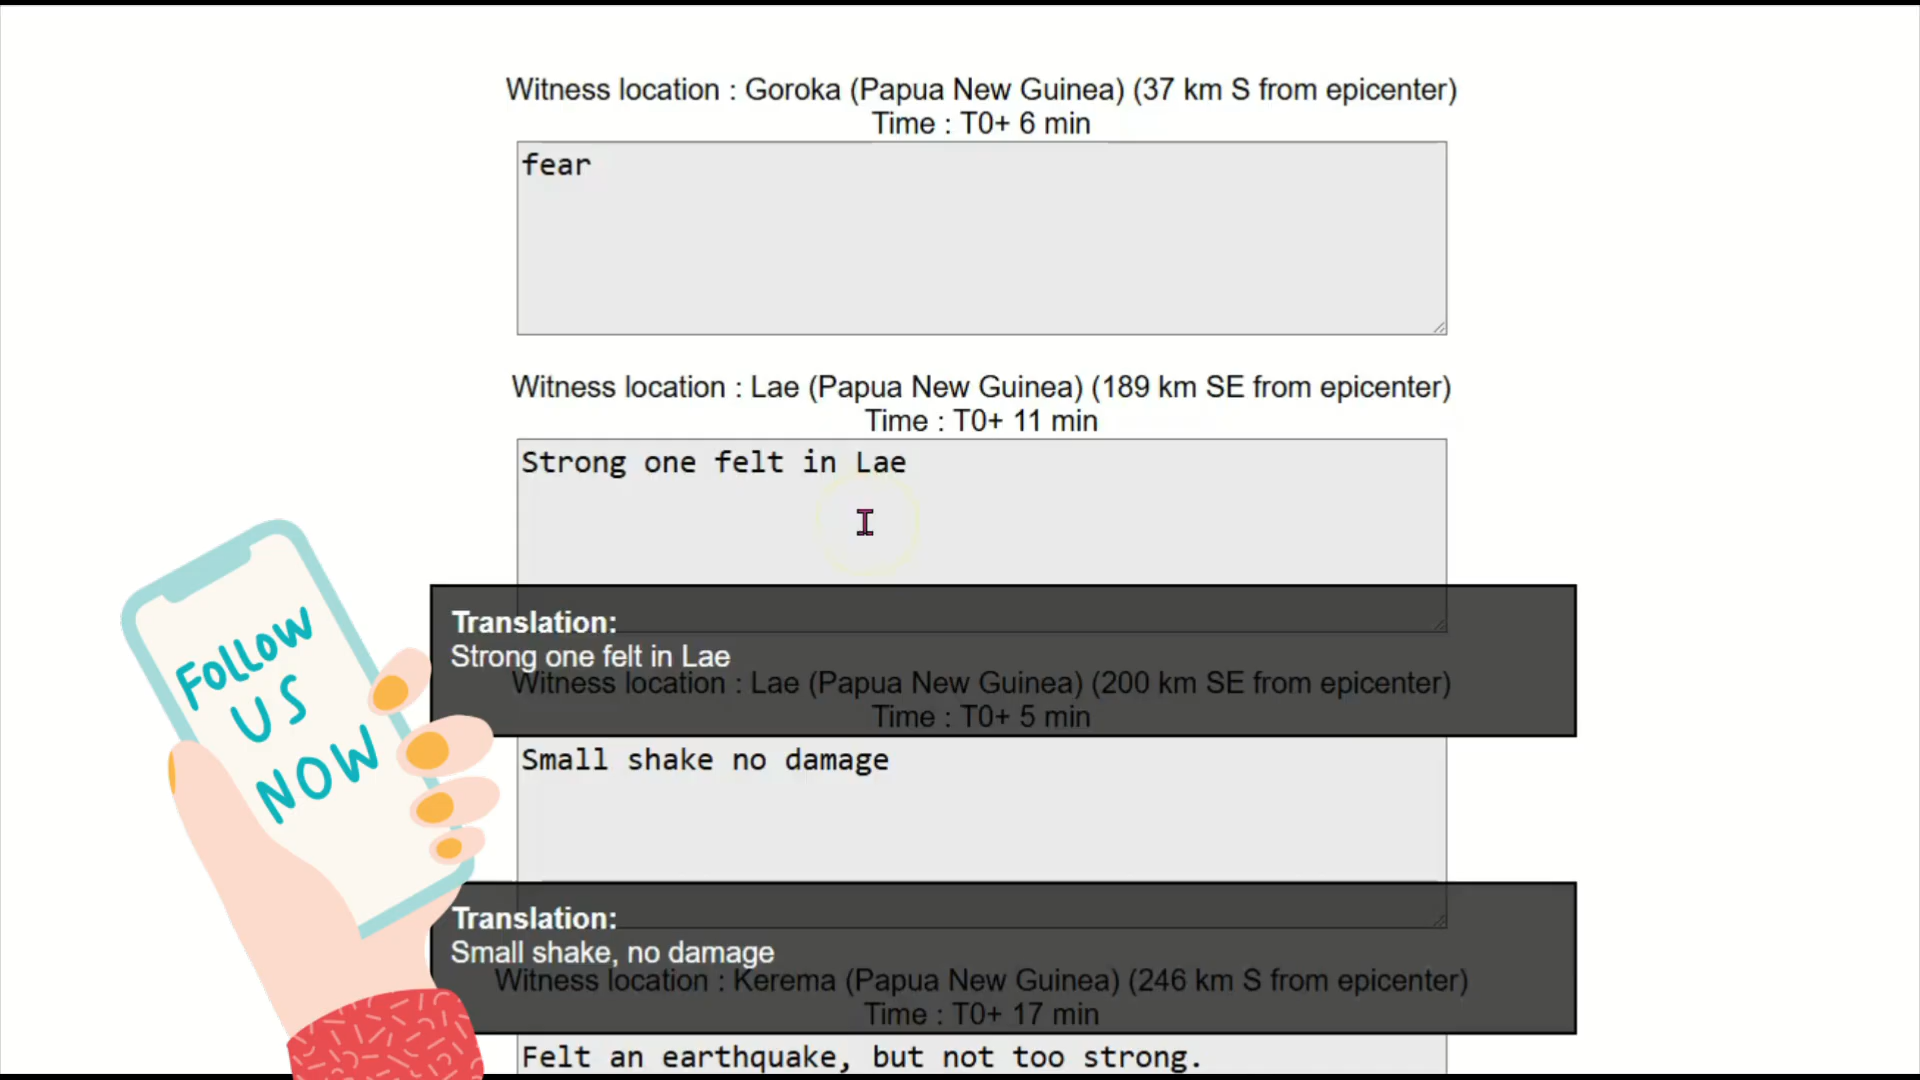 Witness location : Goroka (Papua New Guinea) (37 km S from epicenter)
Time : T0+ 6 min
fear
Witness location : Lae (Papua New Guinea) (189 km SE from epicenter)
Time : T0+ 11 min
Strong one felt in Lae
Translation:
Strong one felt in Lae
Witness location : Lae (Papua New Guinea) (200 km SE from epicenter)
Time : T0+ 5 min
Small shake no damage
Translation:
Small shake, no damage
Witness location : Kerema (Papua New Guinea) (246 km S from epicenter)
Time : T0+ 17 min
Felt an earthquake, but not too strong.
FOLLOW
US
NOW